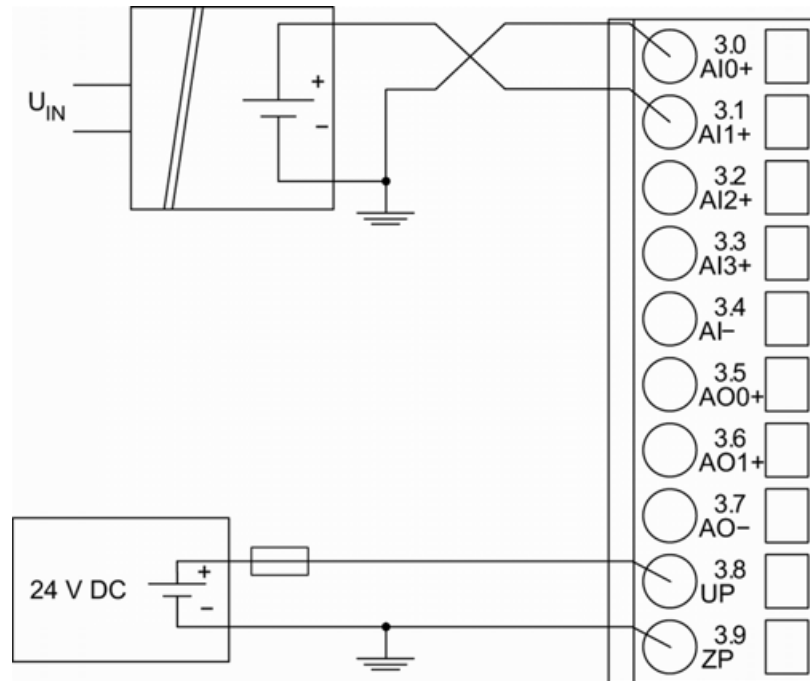 U_IN
+
−
3.0
AI0+
3.1
AI1+
3.2
AI2+
3.3
AI3+
3.4
AI−
3.5
AO0+
3.6
AO1+
3.7
AO−
24 V DC
+
−
3.8
UP
3.9
ZP